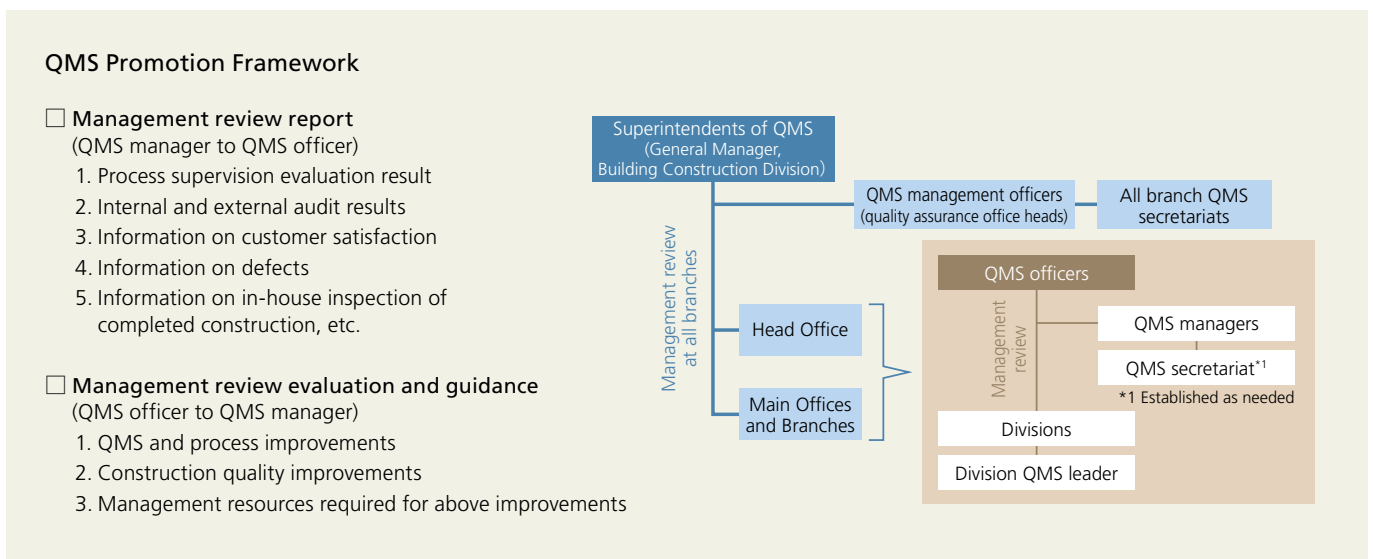 QMS Promotion Framework
□ Management review report
(QMS manager to QMS officer)
1. Process supervision evaluation result
2. Internal and external audit results
3. Information on customer satisfaction
4. Information on defects
5. Information on in-house inspection of
completed construction, etc.
□ Management review evaluation and guidance
(QMS officer to QMS manager)
1. QMS and process improvements
2. Construction quality improvements
3. Management resources required for above improvements
Superintendents of QMS
(General Manager,
Building Construction Division)
QMS management officers
(quality assurance office heads)
All branch QMS
secretariats
Management review
at all branches
Head Office
Main Offices
and Branches
QMS officers
Management
review
QMS managers
QMS secretariat*1
*1 Established as needed
Divisions
Division QMS leader